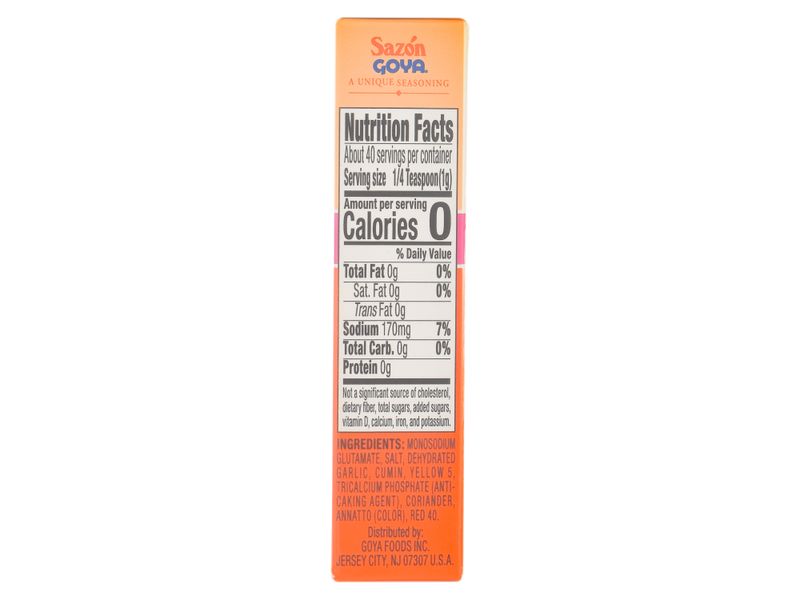 Sazón
GOYA
A UNIQUE SEASONING
Nutrition Facts
About 40 servings per container
Serving size 1/4 Teaspoon(1g)
Amount per serving
Calories 0
% Daily Value
Total Fat 0g 0%
Sat. Fat 0g 0%
Trans Fat 0g
Sodium 170mg 7%
Total Carb. 0g 0%
Protein 0g
Not a significant source of cholesterol,
dietary fiber, total sugars, added sugars,
vitamin D, calcium, iron, and potassium.
INGREDIENTS: MONOSODIUM
GLUTAMATE, SALT, DEHYDRATED
GARLIC, CUMIN, YELLOW 5,
TRICALCIUM PHOSPHATE (ANTI-
CAKING AGENT), CORIANDER,
ANNATTO (COLOR), RED 40.
Distributed by:
GOYA FOODS INC.
JERSEY CITY, NJ 07307 U.S.A.